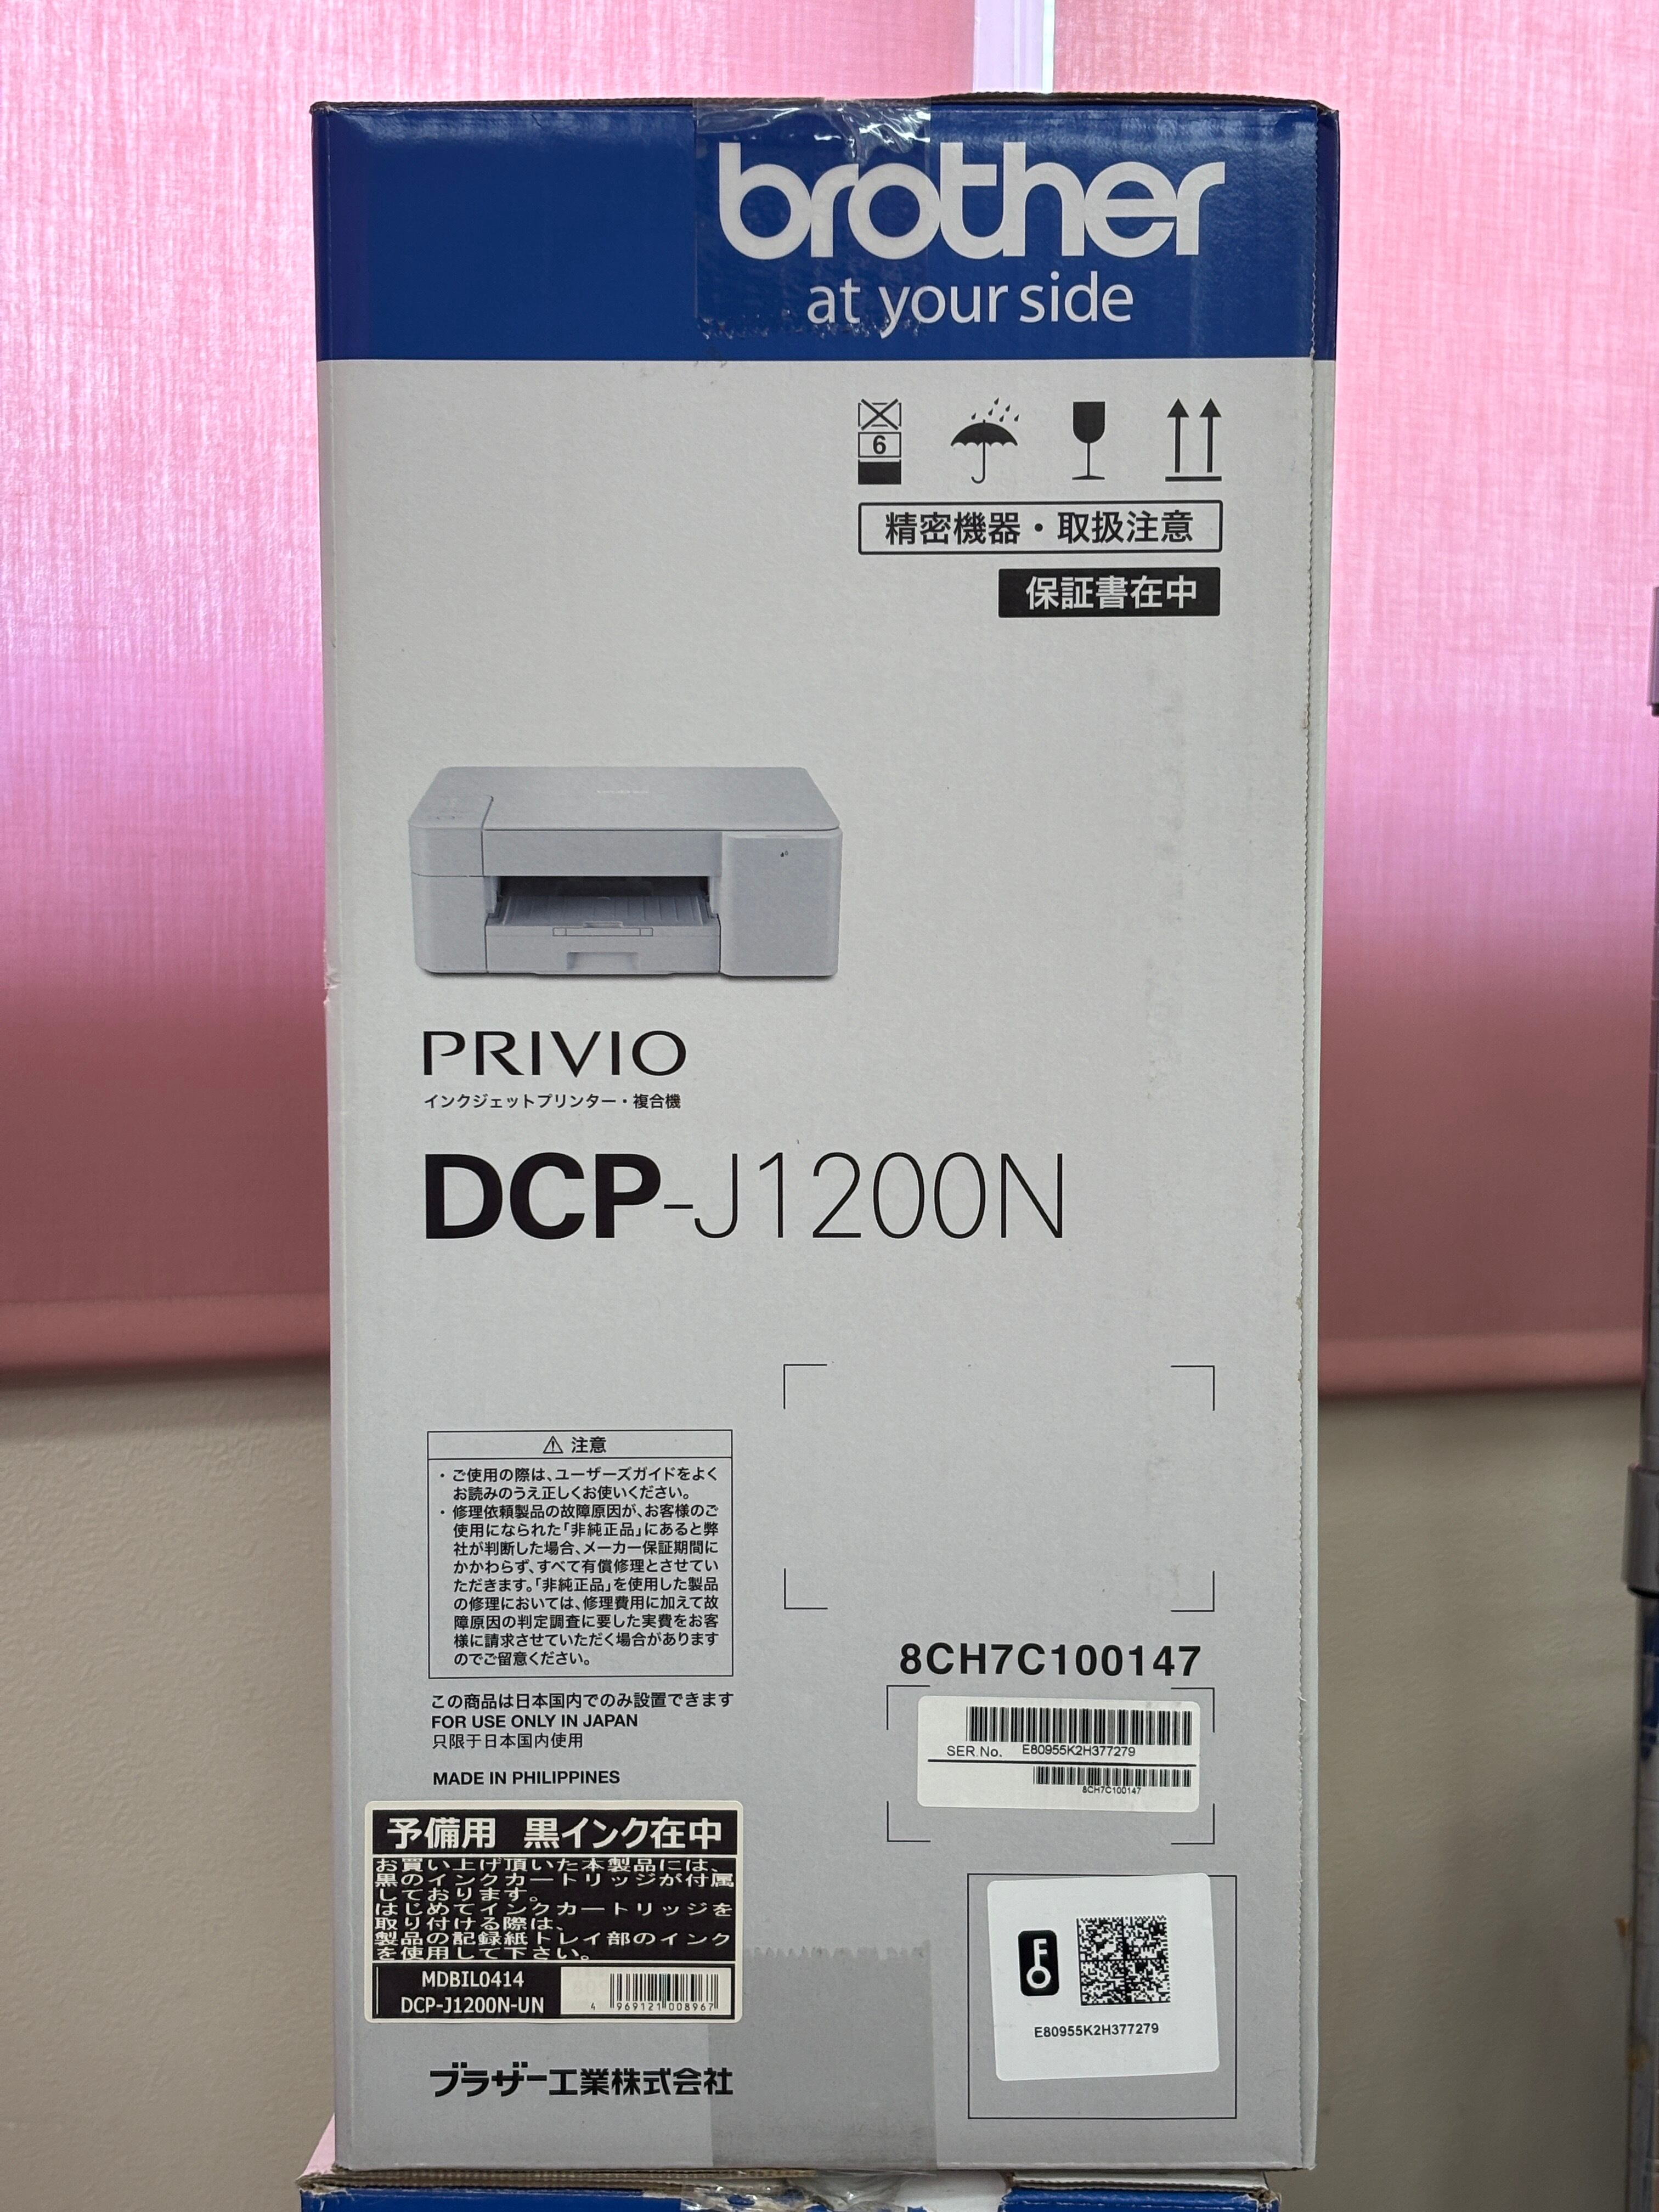 brother
at your side
6
精密機器・取扱注意
保証書在中
PRIVIO
インクジェットプリンター・複合機
DCP-J1200N
⚠ 注意
・ご使用の際は、ユーザーズガイドをよく
お読みのうえ正しくお使いください。
・修理依頼製品の故障原因が、お客様のご
使用になられた「非純正品」にあると弊
社が判断した場合、メーカー保証期間に
かかわらず、すべて有償修理とさせてい
ただきます。「非純正品」を使用した製品
の修理においては、修理費用に加えて故
障原因の判定調査に要した実費をお客
様に請求させていただく場合があります
のでご留意ください。
この商品は日本国内でのみ設置できます
FOR USE ONLY IN JAPAN
只限于日本国内使用
MADE IN PHILIPPINES
8CH7C100147
SER.No. E80955K2H377279
8CH7C100147
予備用 黒インク在中
お買い上げ頂いた本製品には、
黒のインクカートリッジが付属
しております。
はじめてインクカートリッジを
取り付ける際は、
製品の記録紙トレイ部のインク
を使用して下さい。
MDBIL0414
DCP-J1200N-UN
4 969121 008967
E80955K2H377279
ブラザー工業株式会社